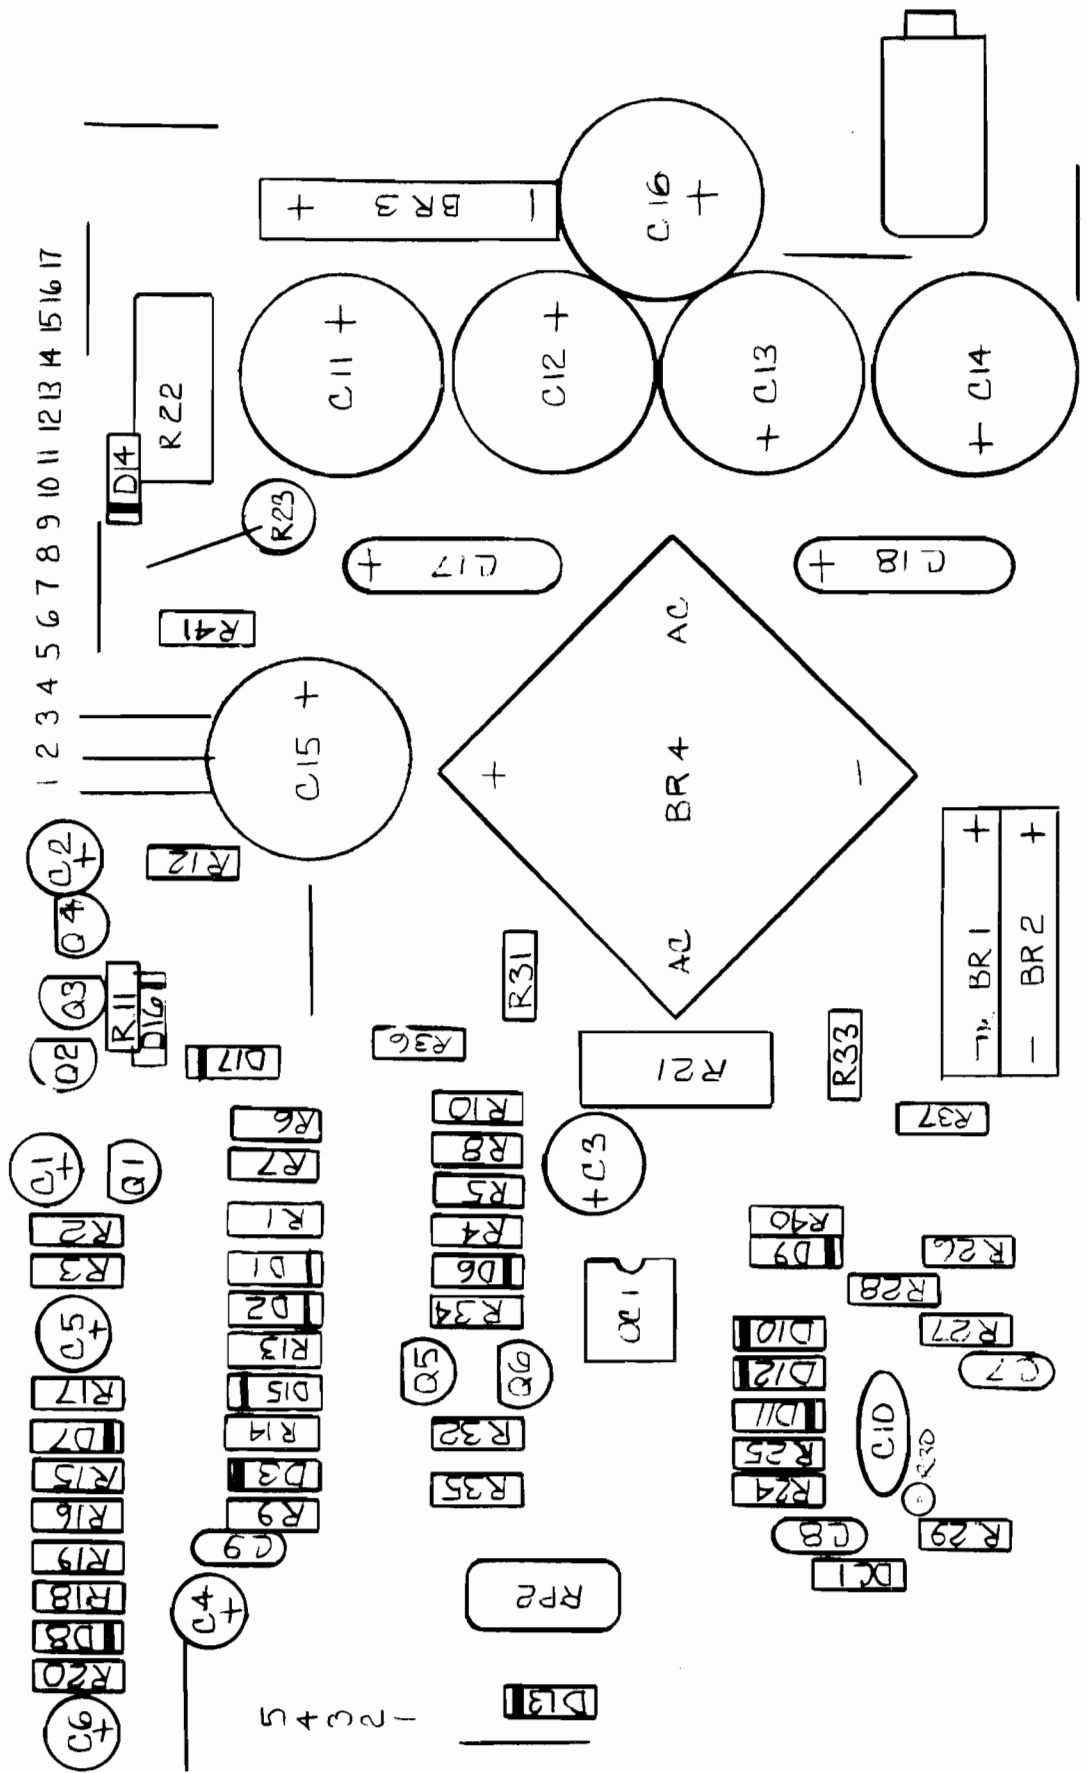 + BR3 -
C16 +
1 2 3 4 5 6 7 8 9 10 11 12 13 14 15 16 17
R22
D14
C11 +
C12 +
+ C13
+ C14
R23
+ C17
+ C18
R41
C15 +
AC
+ BR4 -
AC
C2 +
R12
Q4
Q3
R11
D16
Q2
D17
R31
R36
R21
R33
- BR1 +
- BR2 +
R37
R6
R10
C1 +
Q1
R7
R8
+ C3
R5
R2
R1
R4
R40
R3
D1
D6
D9
R26
D2
R34
OC1
R28
C5 +
R13
D10
R27
R17
D15
Q5
Q6
D12
C7
D7
R14
R32
D11
C10
R15
D3
R35
R25
R30
R16
R9
R24
R19
C9
C8
R29
R18
C4 +
RP2
DC1
D8
R20
C6 +
5 4 3 2 1
D13